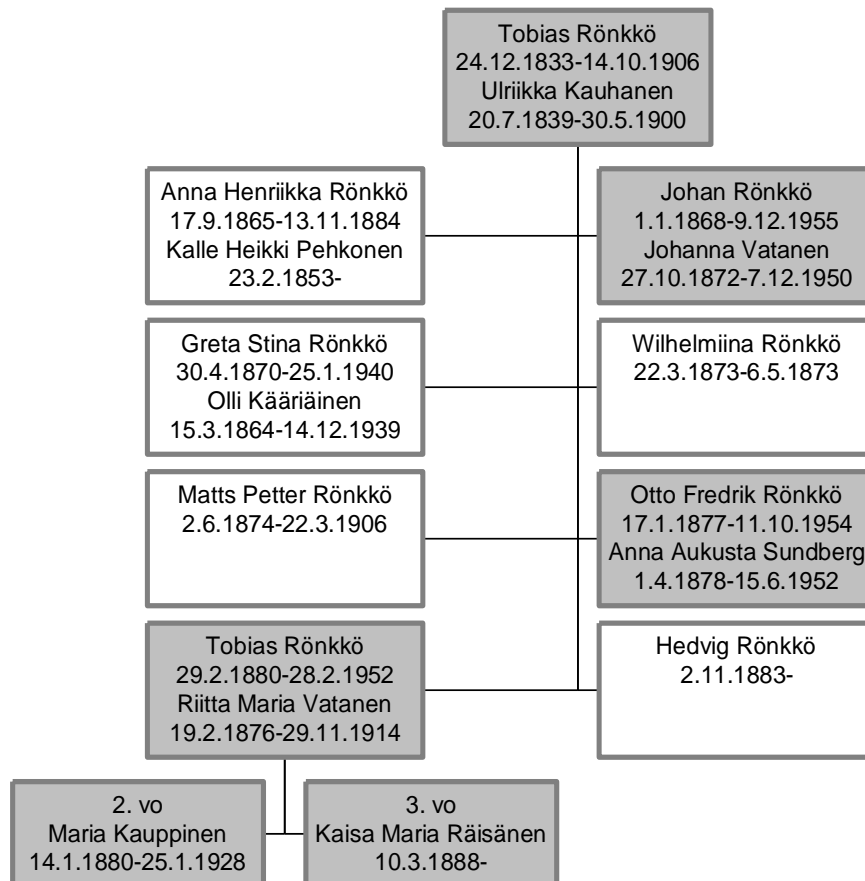 Tobias Rönkkö
24.12.1833-14.10.1906
Ulriikka Kauhanen
20.7.1839-30.5.1900
Anna Henriikka Rönkkö
17.9.1865-13.11.1884
Kalle Heikki Pehkonen
23.2.1853-
Johan Rönkkö
1.1.1868-9.12.1955
Johanna Vatanen
27.10.1872-7.12.1950
Greta Stina Rönkkö
30.4.1870-25.1.1940
Olli Kääriäinen
15.3.1864-14.12.1939
Wilhelmiina Rönkkö
22.3.1873-6.5.1873
Matts Petter Rönkkö
2.6.1874-22.3.1906
Otto Fredrik Rönkkö
17.1.1877-11.10.1954
Anna Aukusta Sundberg
1.4.1878-15.6.1952
Tobias Rönkkö
29.2.1880-28.2.1952
Riitta Maria Vatanen
19.2.1876-29.11.1914
Hedvig Rönkkö
2.11.1883-
2. vo
Maria Kauppinen
14.1.1880-25.1.1928
3. vo
Kaisa Maria Räisänen
10.3.1888-